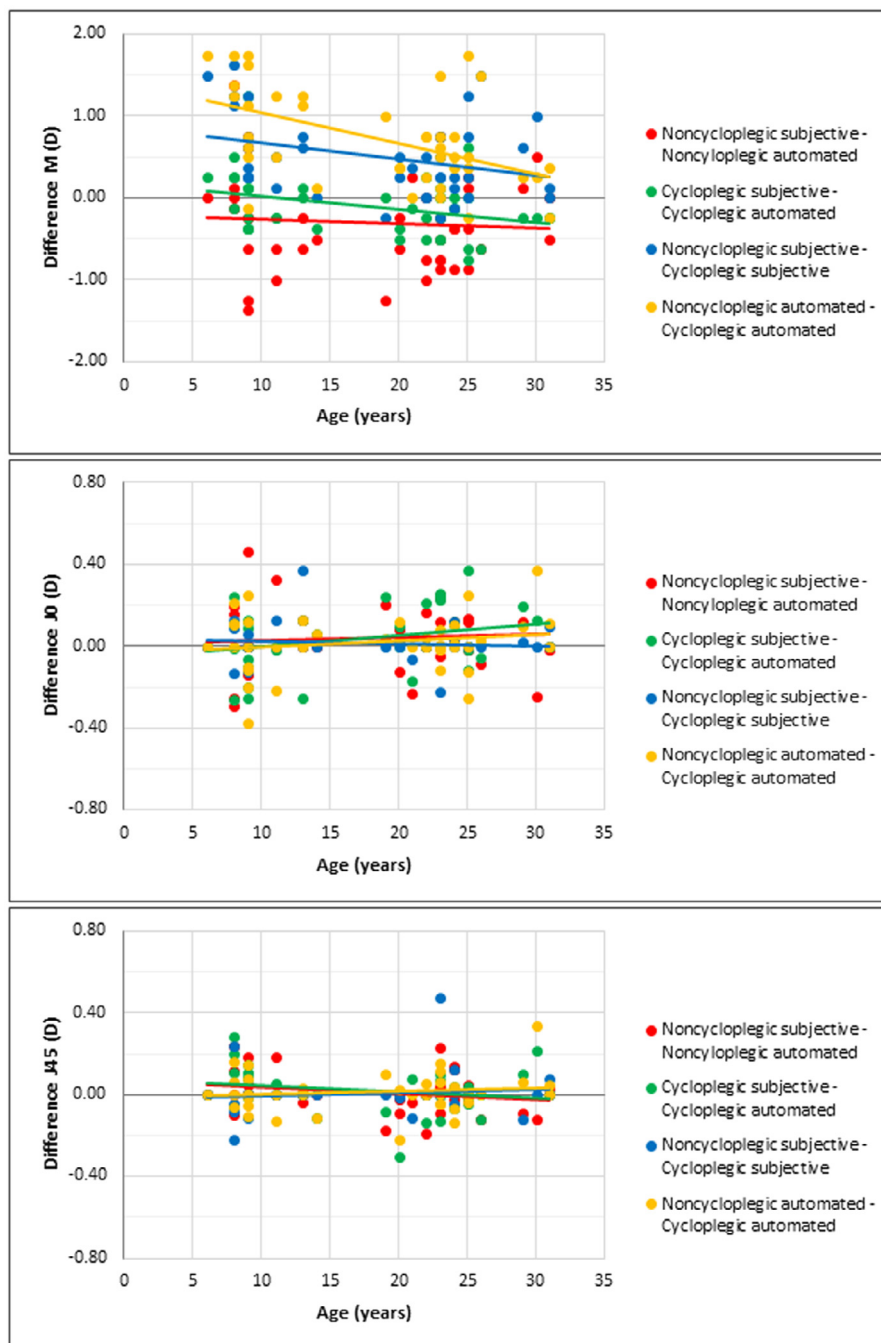 2.00
1.00
0.00
-1.00
-2.00
Difference M (D)
0 5 10 15 20 25 30 35
Age (years)
Noncycloplegic subjective -
Noncyloplegic automated
Cycloplegic subjective -
Cycloplegic automated
Noncycloplegic subjective -
Cycloplegic subjective
Noncycloplegic automated -
Cycloplegic automated
0.80
0.40
0.00
-0.40
-0.80
Difference J0 (D)
0 5 10 15 20 25 30 35
Age (years)
Noncycloplegic subjective -
Noncyloplegic automated
Cycloplegic subjective -
Cycloplegic automated
Noncycloplegic subjective -
Cycloplegic subjective
Noncycloplegic automated -
Cycloplegic automated
0.80
0.40
0.00
-0.40
-0.80
Difference J45 (D)
0 5 10 15 20 25 30 35
Age (years)
Noncycloplegic subjective -
Noncyloplegic automated
Cycloplegic subjective -
Cycloplegic automated
Noncycloplegic subjective -
Cycloplegic subjective
Noncycloplegic automated -
Cycloplegic automated